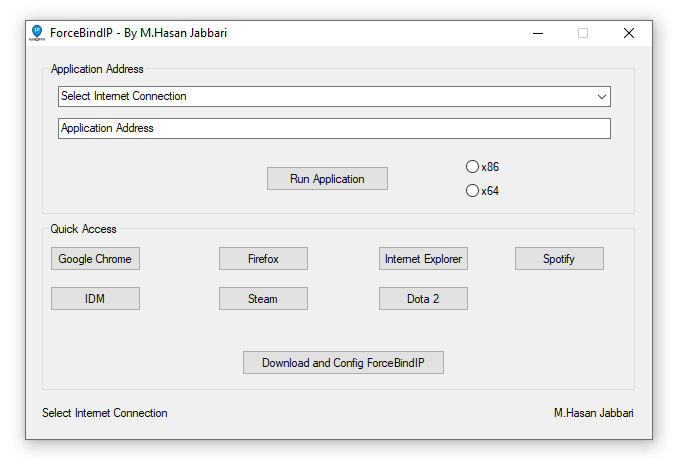 ForceBindIP - By M.Hasan Jabbari
Application Address
Select Internet Connection
Application Address
Run Application
x86
x64
Quick Access
Google Chrome Firefox Internet Explorer Spotify
IDM Steam Dota 2
Download and Config ForceBindIP
Select Internet Connection M.Hasan Jabbari